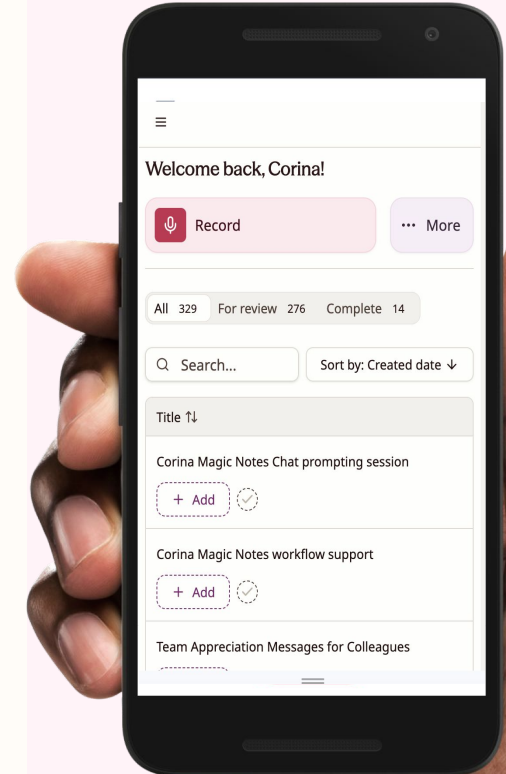 Welcome back, Corina!
Record
More
All 329 For review 276 Complete 14
Search...
Sort by: Created date
Title
Corina Magic Notes Chat prompting session
+ Add
Corina Magic Notes workflow support
+ Add
Team Appreciation Messages for Colleagues